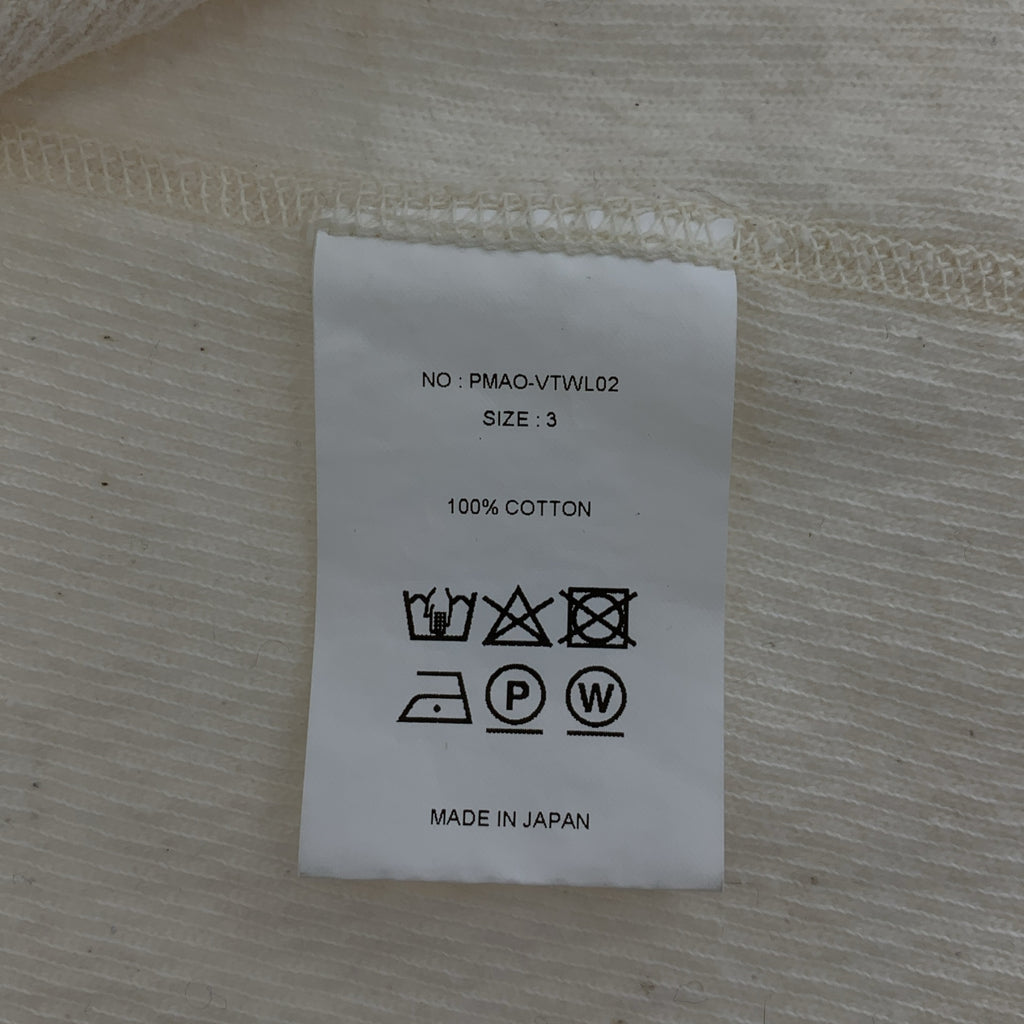 NO : PMAO-VTWL02
SIZE : 3
100% COTTON
P W
MADE IN JAPAN